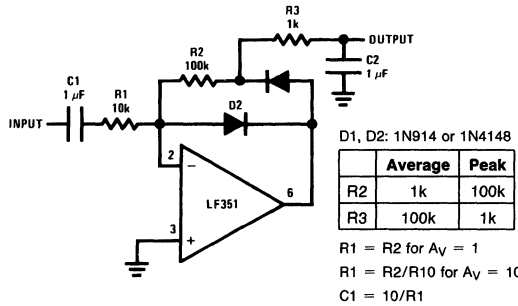 R3
1k
OUTPUT
R2
100k
C2
1 µF
C1
1 µF
R1
10k
D2
INPUT
2
−
LF351
6
3
+
D1, D2: 1N914 or 1N4148
Average Peak
R2 1k 100k
R3 100k 1k
R1 = R2 for AV = 1
R1 = R2/R10 for AV =
C1 = 10/R1